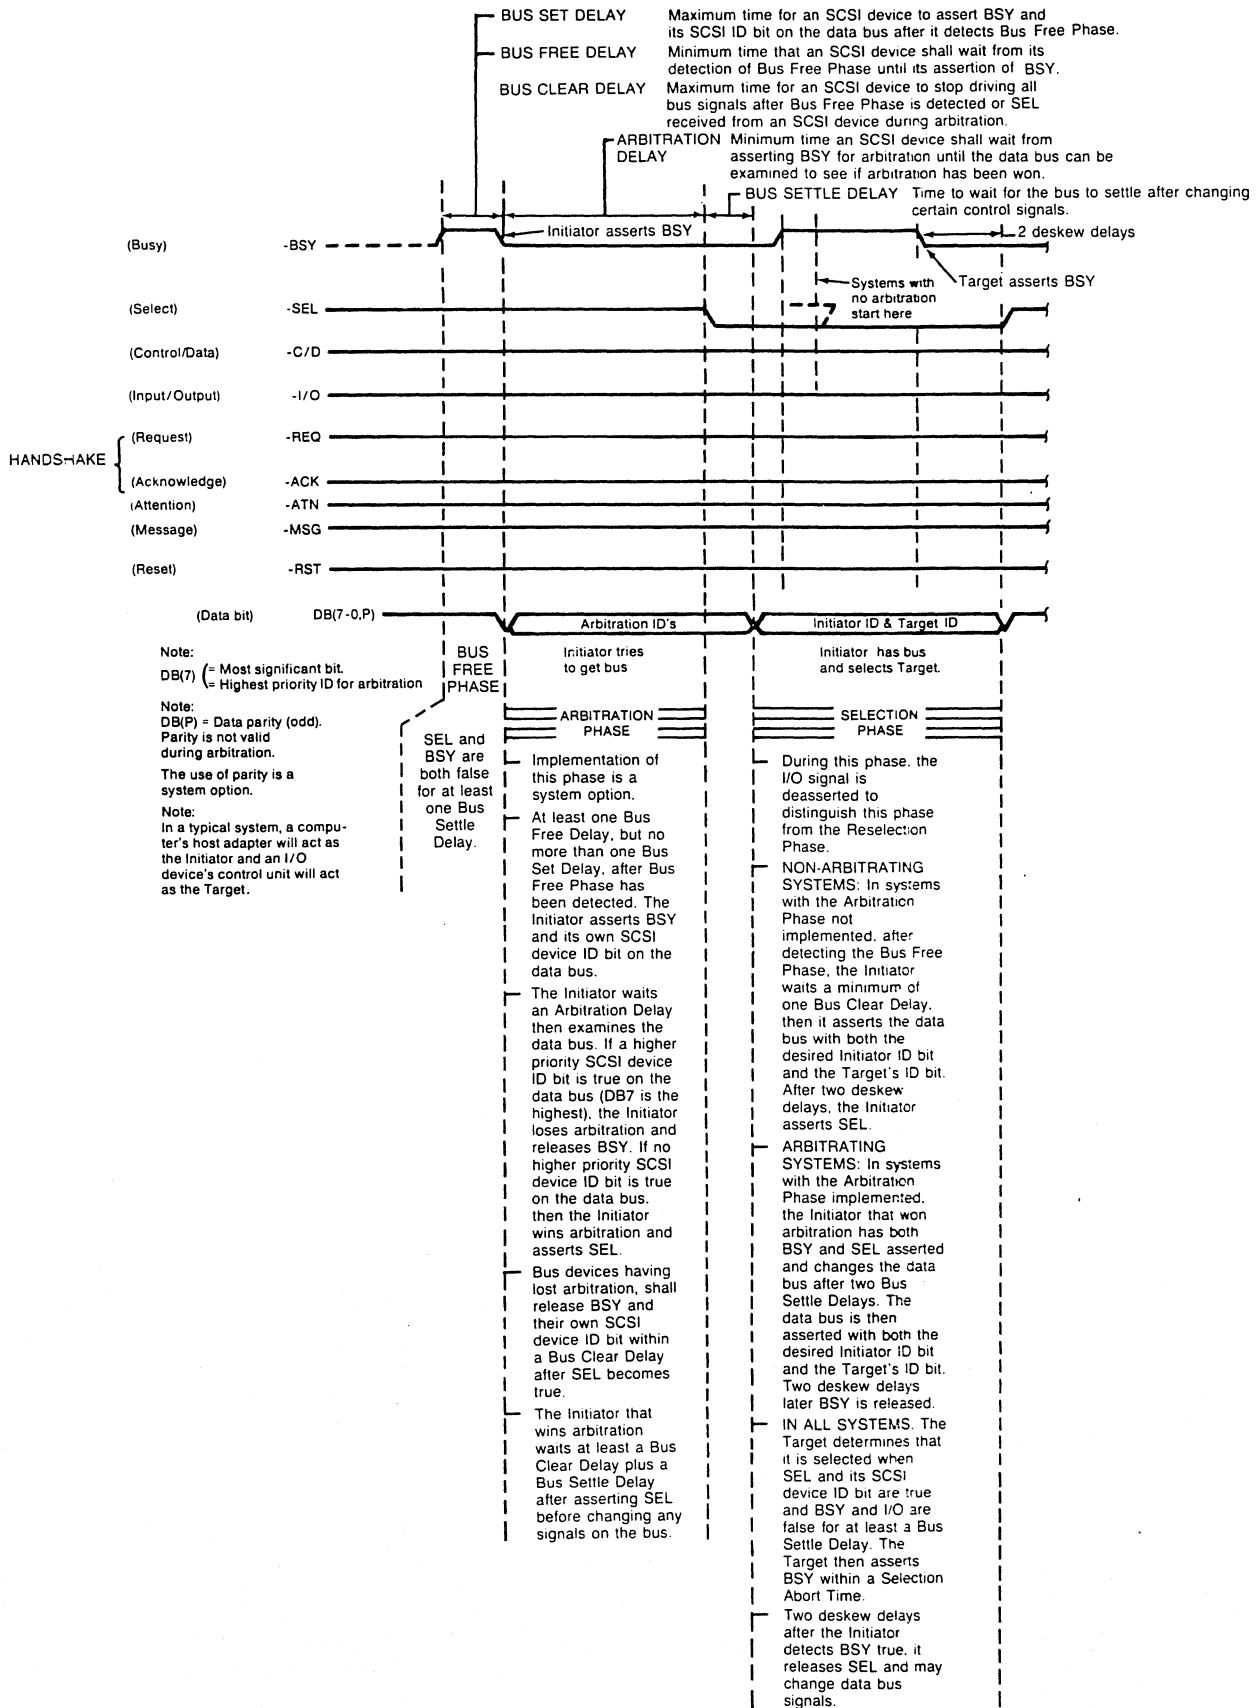 BUS SET DELAY Maximum time for an SCSI device to assert BSY and
its SCSI ID bit on the data bus after it detects Bus Free Phase.
BUS FREE DELAY Minimum time that an SCSI device shall wait from its
detection of Bus Free Phase until its assertion of BSY.
BUS CLEAR DELAY Maximum time for an SCSI device to stop driving all
bus signals after Bus Free Phase is detected or SEL
received from an SCSI device during arbitration.
ARBITRATION DELAY Minimum time an SCSI device shall wait from
asserting BSY for arbitration until the data bus can be
examined to see if arbitration has been won.
BUS SETTLE DELAY Time to wait for the bus to settle after changing
certain control signals.
(Busy) -BSY
Initiator asserts BSY
2 deskew delays
Target asserts BSY
Systems with
no arbitration
start here
(Select) -SEL
(Control/Data) -C/D
(Input/Output) -I/O
HANDSHAKE
(Request) -REQ
(Acknowledge) -ACK
(Attention) -ATN
(Message) -MSG
(Reset) -RST
(Data bit) DB(7-0,P)
Arbitration ID's
Initiator ID & Target ID
Note:
DB(7) (= Most significant bit.
(= Highest priority ID for arbitration
Note:
DB(P) = Data parity (odd).
Parity is not valid
during arbitration.
The use of parity is a
system option.
Note:
In a typical system, a compu-
ter's host adapter will act as
the Initiator and an I/O
device's control unit will act
as the Target.
BUS
FREE
PHASE
SEL and
BSY are
both false
for at least
one Bus
Settle
Delay.
Initiator tries
to get bus
ARBITRATION
PHASE
Implementation of
this phase is a
system option.
At least one Bus
Free Delay, but no
more than one Bus
Set Delay, after Bus
Free Phase has
been detected. The
Initiator asserts BSY
and its own SCSI
device ID bit on the
data bus.
The Initiator waits
an Arbitration Delay
then examines the
data bus. If a higher
priority SCSI device
ID bit is true on the
data bus (DB7 is the
highest), the Initiator
loses arbitration and
releases BSY. If no
higher priority SCSI
device ID bit is true
on the data bus.
then the Initiator
wins arbitration and
asserts SEL.
Bus devices having
lost arbitration, shall
release BSY and
their own SCSI
device ID bit within
a Bus Clear Delay
after SEL becomes
true.
The Initiator that
wins arbitration
waits at least a Bus
Clear Delay plus a
Bus Settle Delay
after asserting SEL
before changing any
signals on the bus.
Initiator has bus
and selects Target.
SELECTION
PHASE
During this phase. the
I/O signal is
deasserted to
distinguish this phase
from the Reselection
Phase.
NON-ARBITRATING
SYSTEMS: In systems
with the Arbitration
Phase not
implemented. after
detecting the Bus Free
Phase, the Initiator
waits a minimum of
one Bus Clear Delay.
then it asserts the data
bus with both the
desired Initiator ID bit
and the Target's ID bit.
After two deskew
delays, the Initiator
asserts SEL.
ARBITRATING
SYSTEMS: In systems
with the Arbitration
Phase implemented.
the Initiator that won
arbitration has both
BSY and SEL asserted
and changes the data
bus after two Bus
Settle Delays. The
data bus is then
asserted with both the
desired Initiator ID bit
and the Target's ID bit.
Two deskew delays
later BSY is released.
IN ALL SYSTEMS. The
Target determines that
it is selected when
SEL and its SCSI
device ID bit are true
and BSY and I/O are
false for at least a Bus
Settle Delay. The
Target then asserts
BSY within a Selection
Abort Time.
Two deskew delays
after the Initiator
detects BSY true. it
releases SEL and may
change data bus
signals.